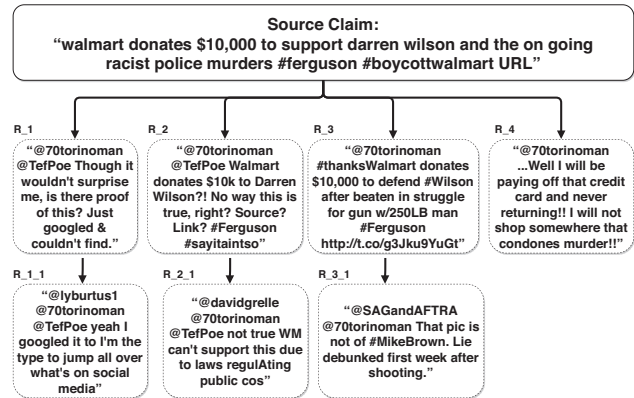 Source Claim:
“walmart donates $10,000 to support darren wilson and the on going
racist police murders #ferguson #boycottwalmart URL”
R_1
“@70torinoman
@TefPoe Though it
wouldn't surprise
me, is there proof
of this? Just
googled &
couldn't find.”
R_2
“@70torinoman
@TefPoe Walmart
donates $10k to Darren
Wilson?! No way this is
true, right? Source?
Link? #Ferguson
#sayitaintso”
R_3
“@70torinoman
#thanksWalmart donates
$10,000 to defend #Wilson
after beaten in struggle
for gun w/250LB man
#Ferguson
http://t.co/g3Jku9YuGt”
R_4
“@70torinoman
...Well I will be
paying off that credit
card and never
returning!! I will not
shop somewhere that
condones murder!!”
R_1_1
“@lyburtus1
@70torinoman
@TefPoe yeah I
googled it to I'm the
type to jump all over
what's on social
media”
R_2_1
“@davidgrelle
@70torinoman
@TefPoe not true WM
can't support this due
to laws regulAting
public cos”
R_3_1
“@SAGandAFTRA
@70torinoman That pic is
not of #MikeBrown. Lie
debunked first week after
shooting.”